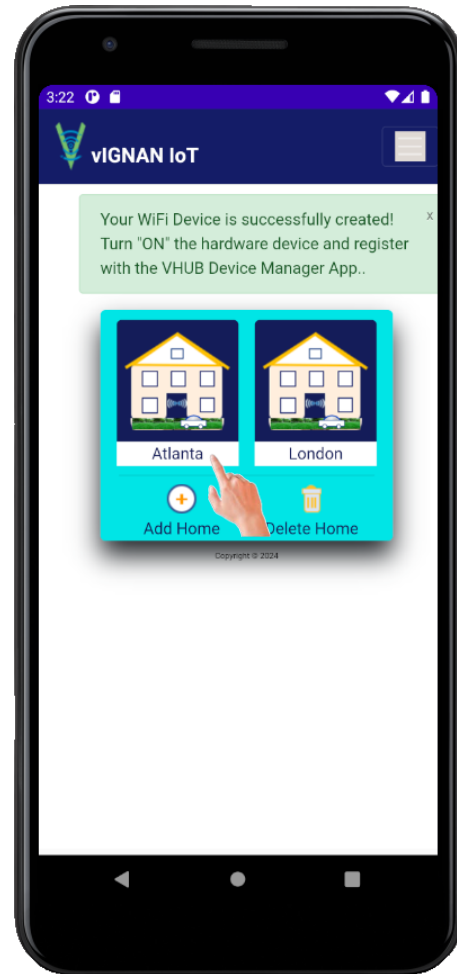 3:22
vIGNAN IoT
Your WiFi Device is successfully created! x
Turn "ON" the hardware device and register
with the VHUB Device Manager App..
Atlanta London
Add Home Delete Home
Copyright © 2024